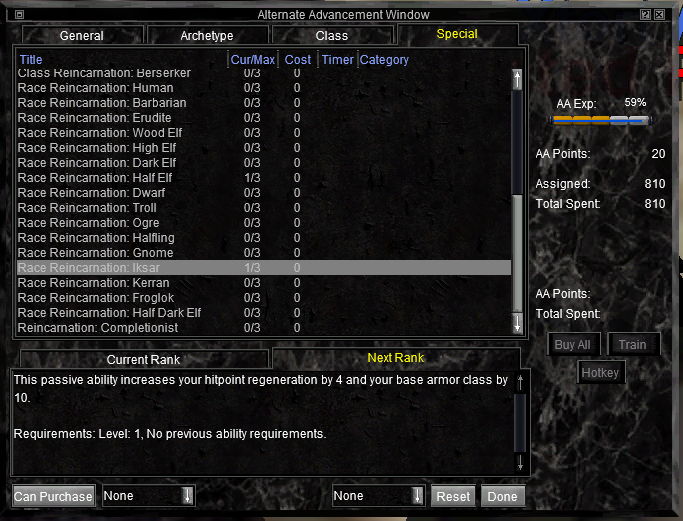 Alternate Advancement Window
General Archetype Class Special
Title Cur/Max Cost Timer Category
Class Reincarnation: Berserker 0/3 0
Race Reincarnation: Human 0/3 0
Race Reincarnation: Barbarian 0/3 0
Race Reincarnation: Erudite 0/3 0
Race Reincarnation: Wood Elf 0/3 0
Race Reincarnation: High Elf 0/3 0
Race Reincarnation: Dark Elf 0/3 0
Race Reincarnation: Half Elf 1/3 0
Race Reincarnation: Dwarf 0/3 0
Race Reincarnation: Troll 0/3 0
Race Reincarnation: Ogre 0/3 0
Race Reincarnation: Halfling 0/3 0
Race Reincarnation: Gnome 0/3 0
Race Reincarnation: Iksar 1/3 0
Race Reincarnation: Kerran 0/3 0
Race Reincarnation: Froglok 0/3 0
Race Reincarnation: Half Dark Elf 0/3 0
Reincarnation: Completionist 0/3 0
AA Exp: 59%
AA Points: 20
Assigned: 810
Total Spent: 810
AA Points:
Total Spent:
Buy All Train
Hotkey
Current Rank Next Rank
This passive ability increases your hitpoint regeneration by 4 and your base armor class by
10.
Requirements: Level: 1, No previous ability requirements.
Can Purchase None None Reset Done